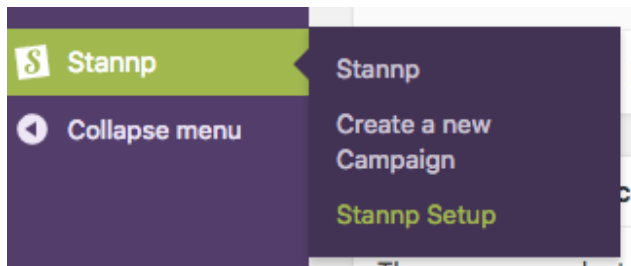 Stannp
Stannp
Collapse menu
Create a new
Campaign
Stannp Setup